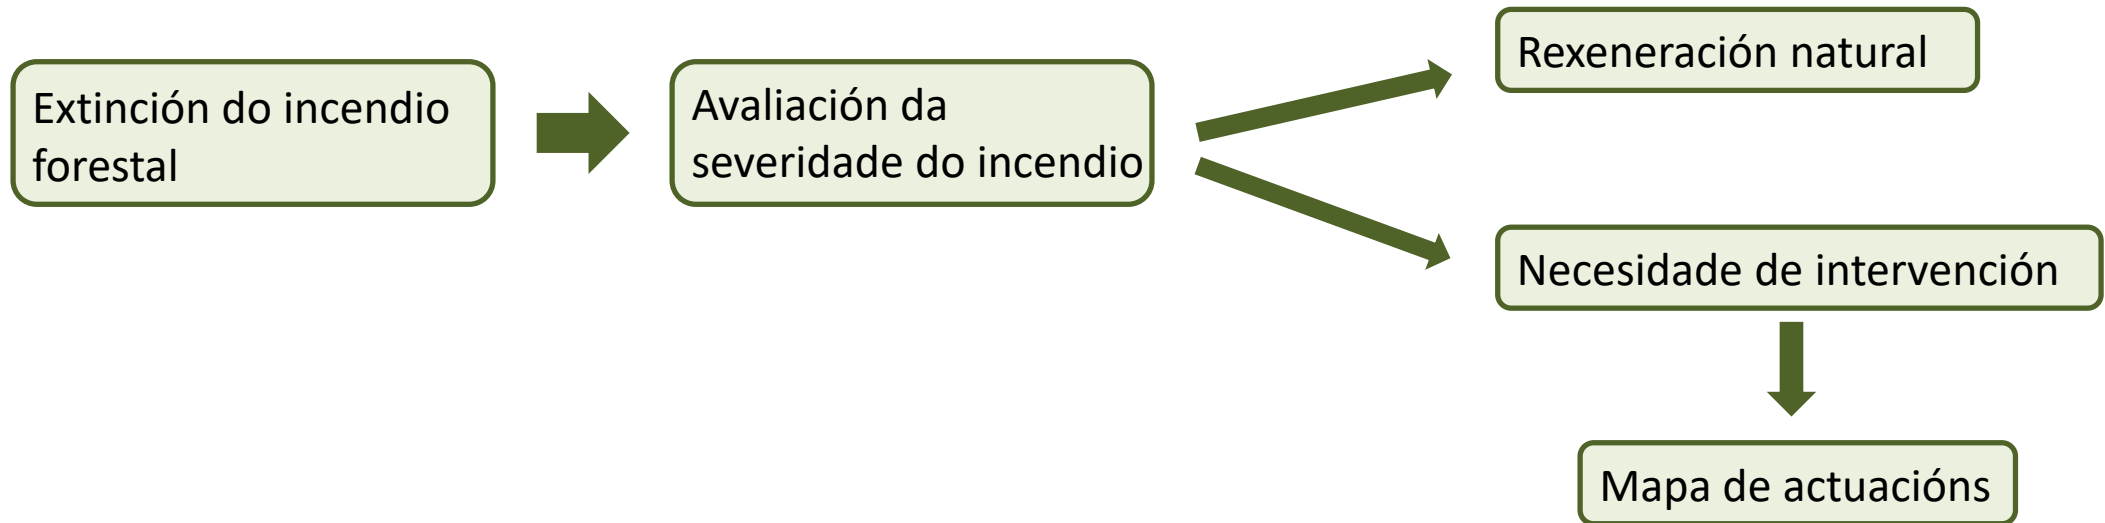 Extinción do incendio
forestal
Avaliación da
severidade do incendio
Rexeneración natural
Necesidade de intervención
Mapa de actuacións